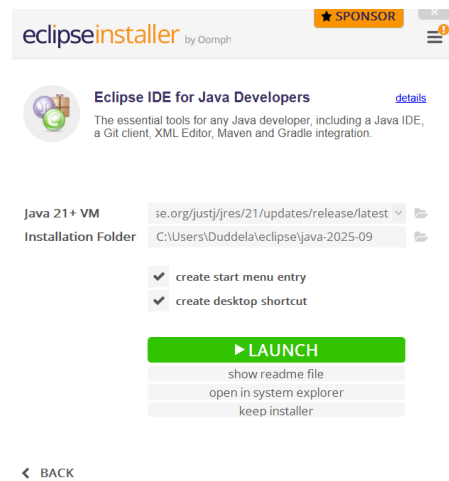 ★ SPONSOR
eclipseinstaller by Oomph
Eclipse IDE for Java Developers details
The essential tools for any Java developer, including a Java IDE,
a Git client, XML Editor, Maven and Gradle integration.
Java 21+ VM se.org/justj/jres/21/updates/release/latest
Installation Folder C:\Users\Duddela\eclipse\java-2025-09
create start menu entry
create desktop shortcut
LAUNCH
show readme file
open in system explorer
keep installer
BACK